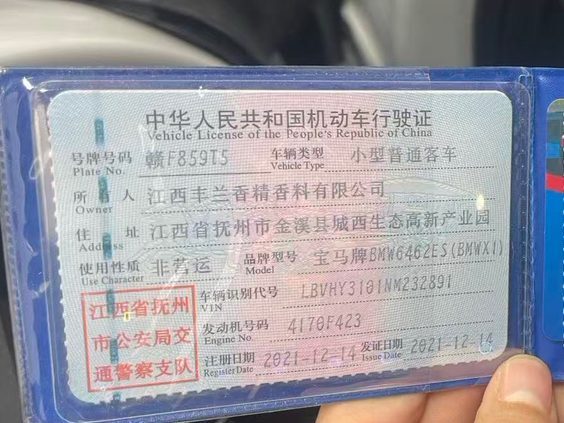 中华人民共和国机动车行驶证
Vehicle License of the People's Republic of China
号牌号码 赣F859T5 车辆类型 小型普通客车
Plate No. Vehicle Type
所有人 江西丰兰香精香料有限公司
Owner
住址 江西省抚州市金溪县城西生态高新产业园
Address
使用性质 非营运 品牌型号 宝马牌BMW6462ES(BMWX1)
Use Character Model
江西省抚州
市公安局交
通警察支队
车辆识别代号 LBVHY3101NM232891
VIN
发动机号码 4170F423
Engine No.
注册日期 2021-12-14 发证日期 2021-12-14
Register Date Issue Date